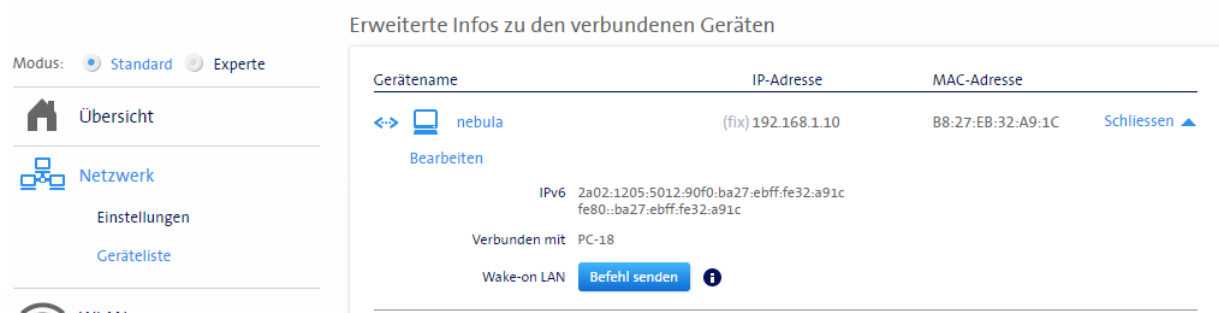 Erweiterte Infos zu den verbundenen Geräten
Modus: Standard Experte
Gerätename IP-Adresse MAC-Adresse
Übersicht
nebula (fix) 192.168.1.10 B8:27:EB:32:A9:1C Schliessen
Bearbeiten
Netzwerk
IPv6 2a02:1205:5012:90f0:ba27:ebff:fe32:a91c
fe80::ba27:ebff:fe32:a91c
Einstellungen
Verbunden mit PC-18
Geräteliste
Wake-on LAN Befehl senden